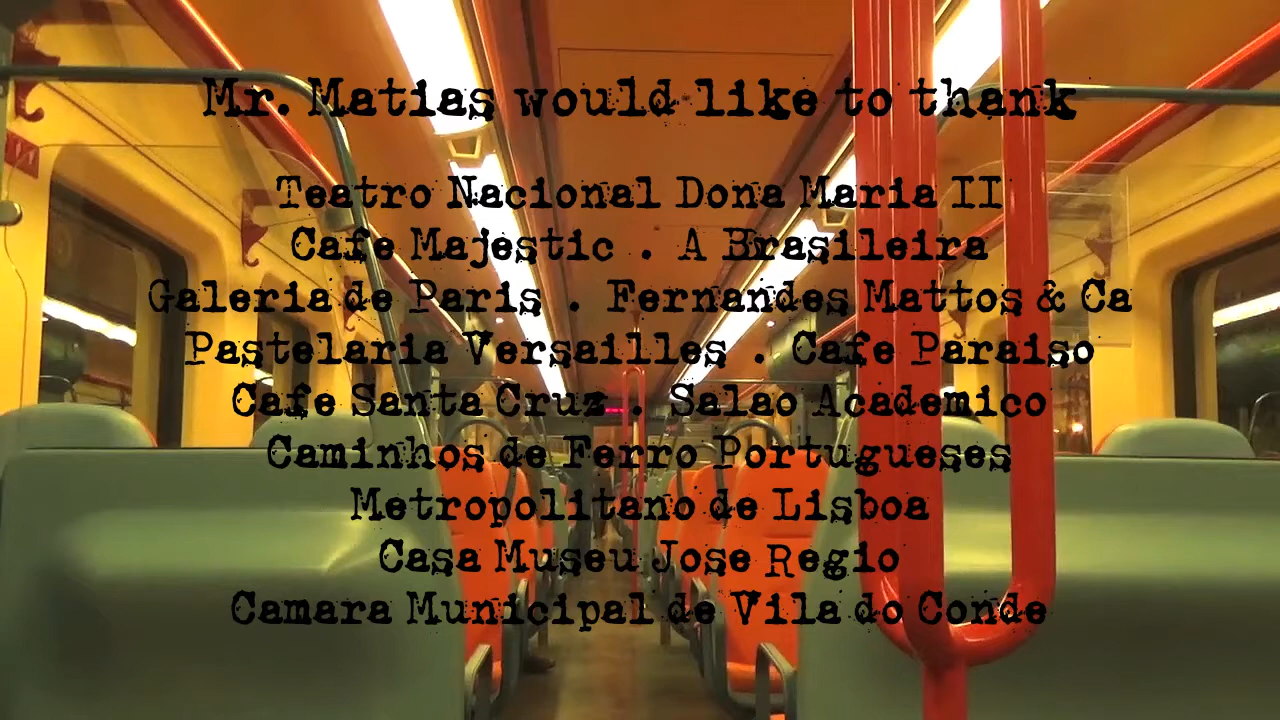 Mr. Matias would like to thank
Teatro Nacional Dona Maria II
Cafe Majestic . A Brasileira
Galeria de Paris . Fernandes Mattos & Ca
Pastelaria Versailles . Cafe Paraiso
Cafe Santa Cruz . Salao Academico
Caminhos de Ferro Portugueses
Metropolitano de Lisboa
Casa Museu Jose Regio
Camara Municipal de Vila do Conde